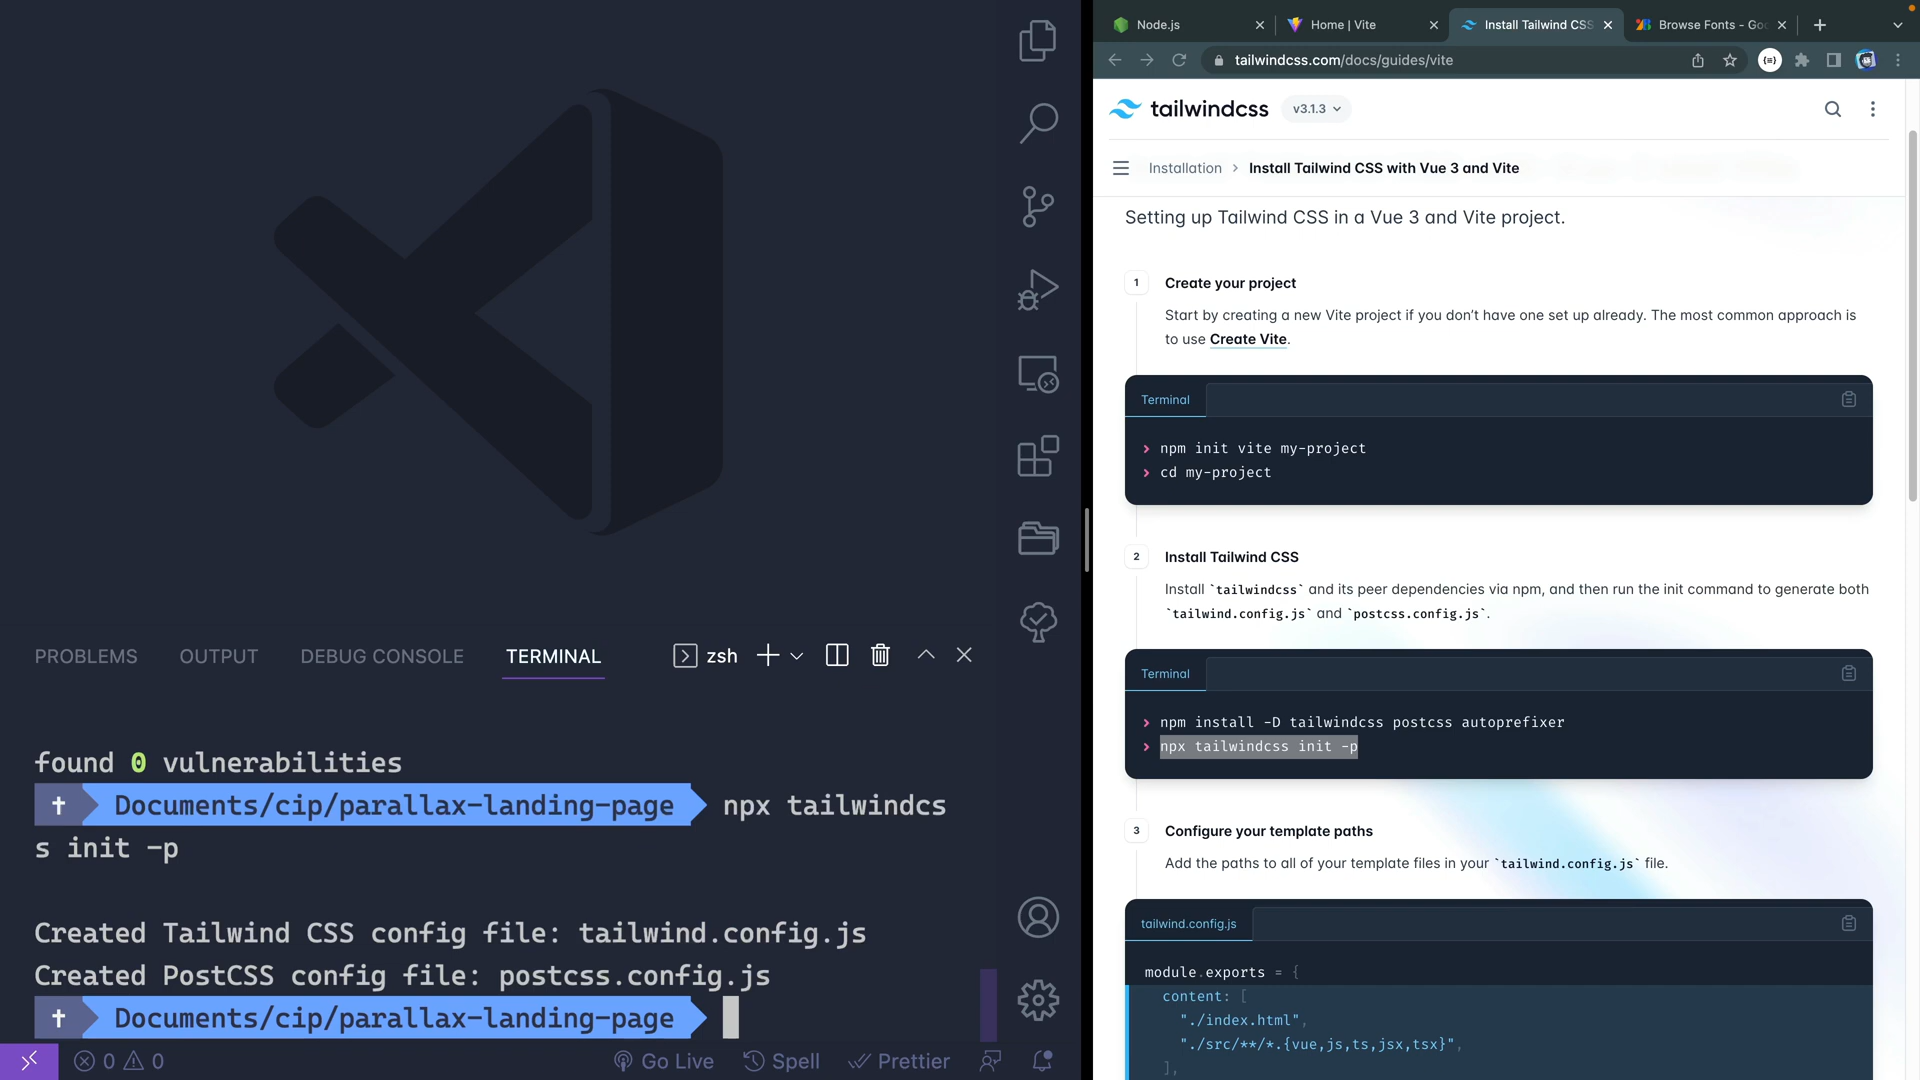 PROBLEMS OUTPUT DEBUG CONSOLE TERMINAL zsh
found 0 vulnerabilities
Documents/cip/parallax-landing-page npx tailwindcs
s init -p
Created Tailwind CSS config file: tailwind.config.js
Created PostCSS config file: postcss.config.js
Documents/cip/parallax-landing-page
0 0 Go Live Spell Prettier
Node.js Home | Vite Install Tailwind CSS Browse Fonts - Goo
tailwindcss.com/docs/guides/vite
tailwindcss v3.1.3
Installation > Install Tailwind CSS with Vue 3 and Vite
Setting up Tailwind CSS in a Vue 3 and Vite project.
1 Create your project
Start by creating a new Vite project if you don’t have one set up already. The most common approach is
to use Create Vite.
Terminal
> npm init vite my-project
> cd my-project
2 Install Tailwind CSS
Install `tailwindcss` and its peer dependencies via npm, and then run the init command to generate both
`tailwind.config.js` and `postcss.config.js`.
Terminal
> npm install -D tailwindcss postcss autoprefixer
> npx tailwindcss init -p
3 Configure your template paths
Add the paths to all of your template files in your `tailwind.config.js` file.
tailwind.config.js
module.exports = {
content: [
"./index.html",
"./src/**/*.{vue,js,ts,jsx,tsx}",
],